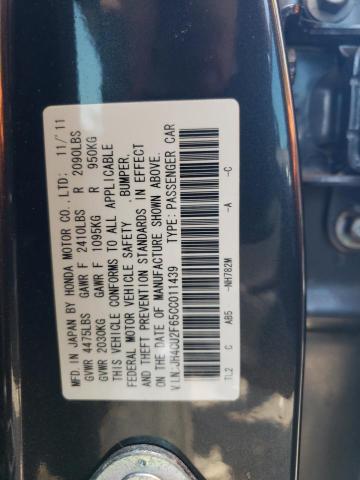 MFD. IN JAPAN BY HONDA MOTOR CO., LTD: 11/'11
GVWR 4475LBS GAWR F 2410LBS R 2090LBS
GVWR 2030KG GAWR F 1095KG R 950KG
THIS VEHICLE CONFORMS TO ALL APPLICABLE
FEDERAL MOTOR VEHICLE SAFETY , BUMPER,
AND THEFT PREVENTION STANDARDS IN EFFECT
ON THE DATE OF MANUFACTURE SHOWN ABOVE.
V.I.N.:JH4CU2F65CC011439 TYPE: PASSENGER CAR
TL2 C AB5 -NH782M -A -C